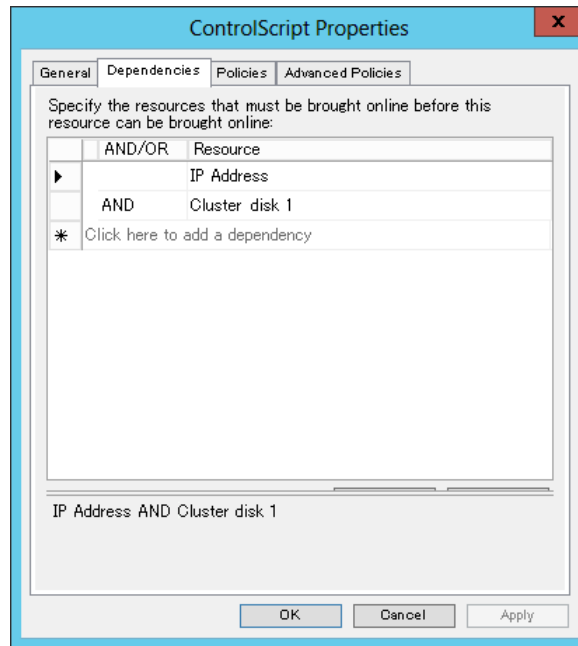 ControlScript Properties
x
General Dependencies Policies Advanced Policies
Specify the resources that must be brought online before this
resource can be brought online:
AND/OR Resource
IP Address
AND Cluster disk 1
Click here to add a dependency
IP Address AND Cluster disk 1
OK Cancel Apply